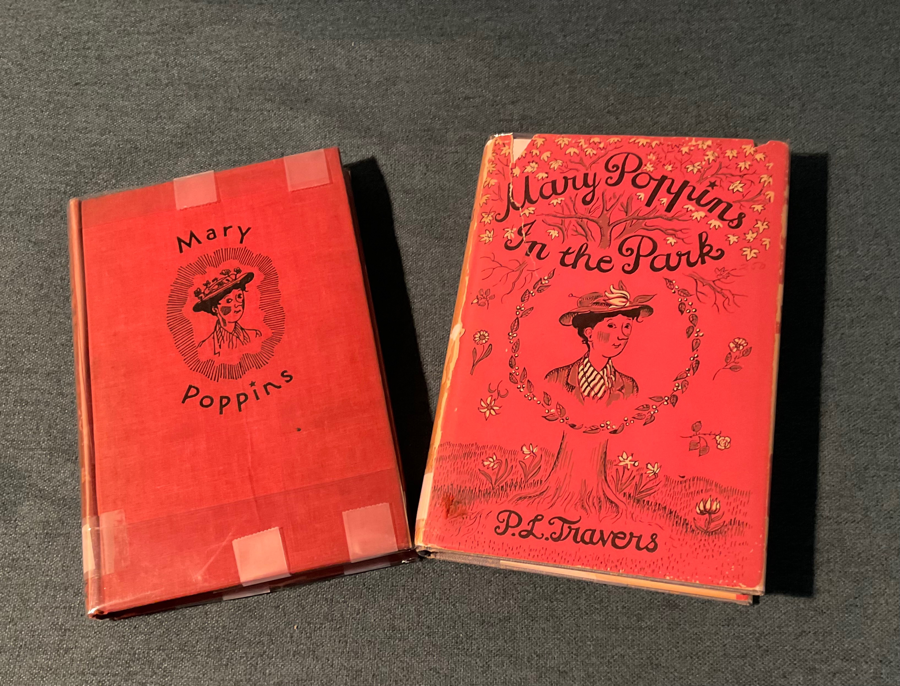 Mary
Poppins
Mary Poppins
In the Park
P.L.Travers